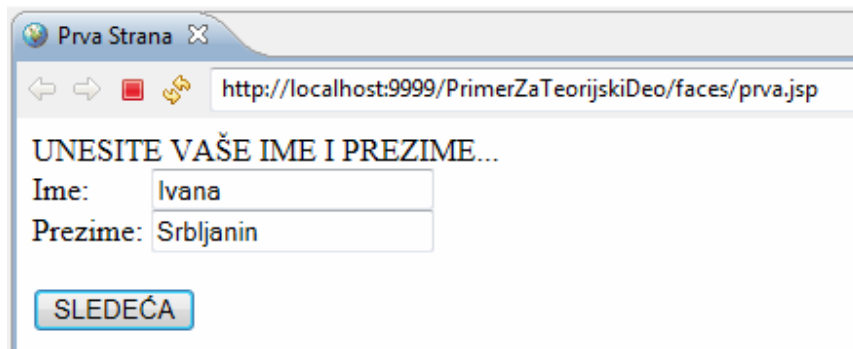 Prva Strana
http://localhost:9999/PrimerZaTeorijskiDeo/faces/prva.jsp
UNESITE VAŠE IME I PREZIME...
Ime: Ivana
Prezime: Srbljanin
SLEDEĆA